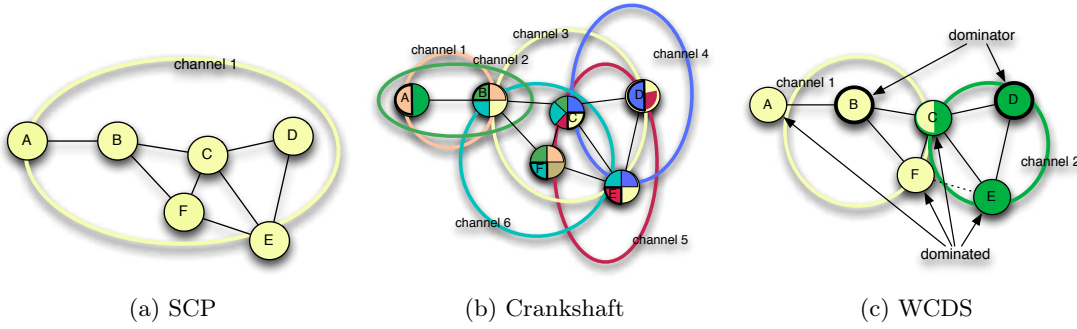 channel 1
A
B
C
D
F
E
(a) SCP
channel 1
channel 2
channel 3
channel 4
A
B
C
D
F
E
channel 6
channel 5
(b) Crankshaft
dominator
channel 1
A
B
C
D
F
E
channel 2
dominated
(c) WCDS